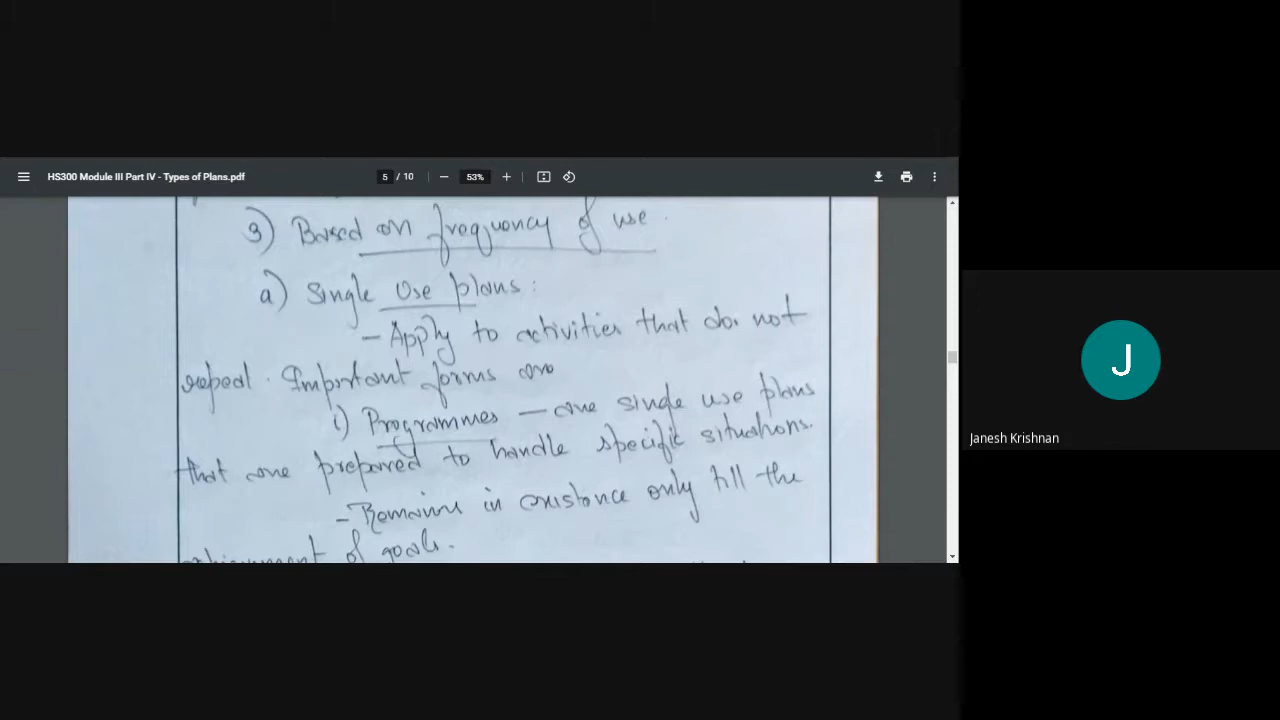 HS300 Module III Part IV - Types of Plans.pdf
5 / 10
53%
3) Based on frequency of use.
a) Single Use plans:
- Apply to activities that do not
repeat. Important forms are
i) Programmes - are single use plans
that are prepared to handle specific situations.
- Remains in existence only till the
achievement of goals.
J
Janesh Krishnan